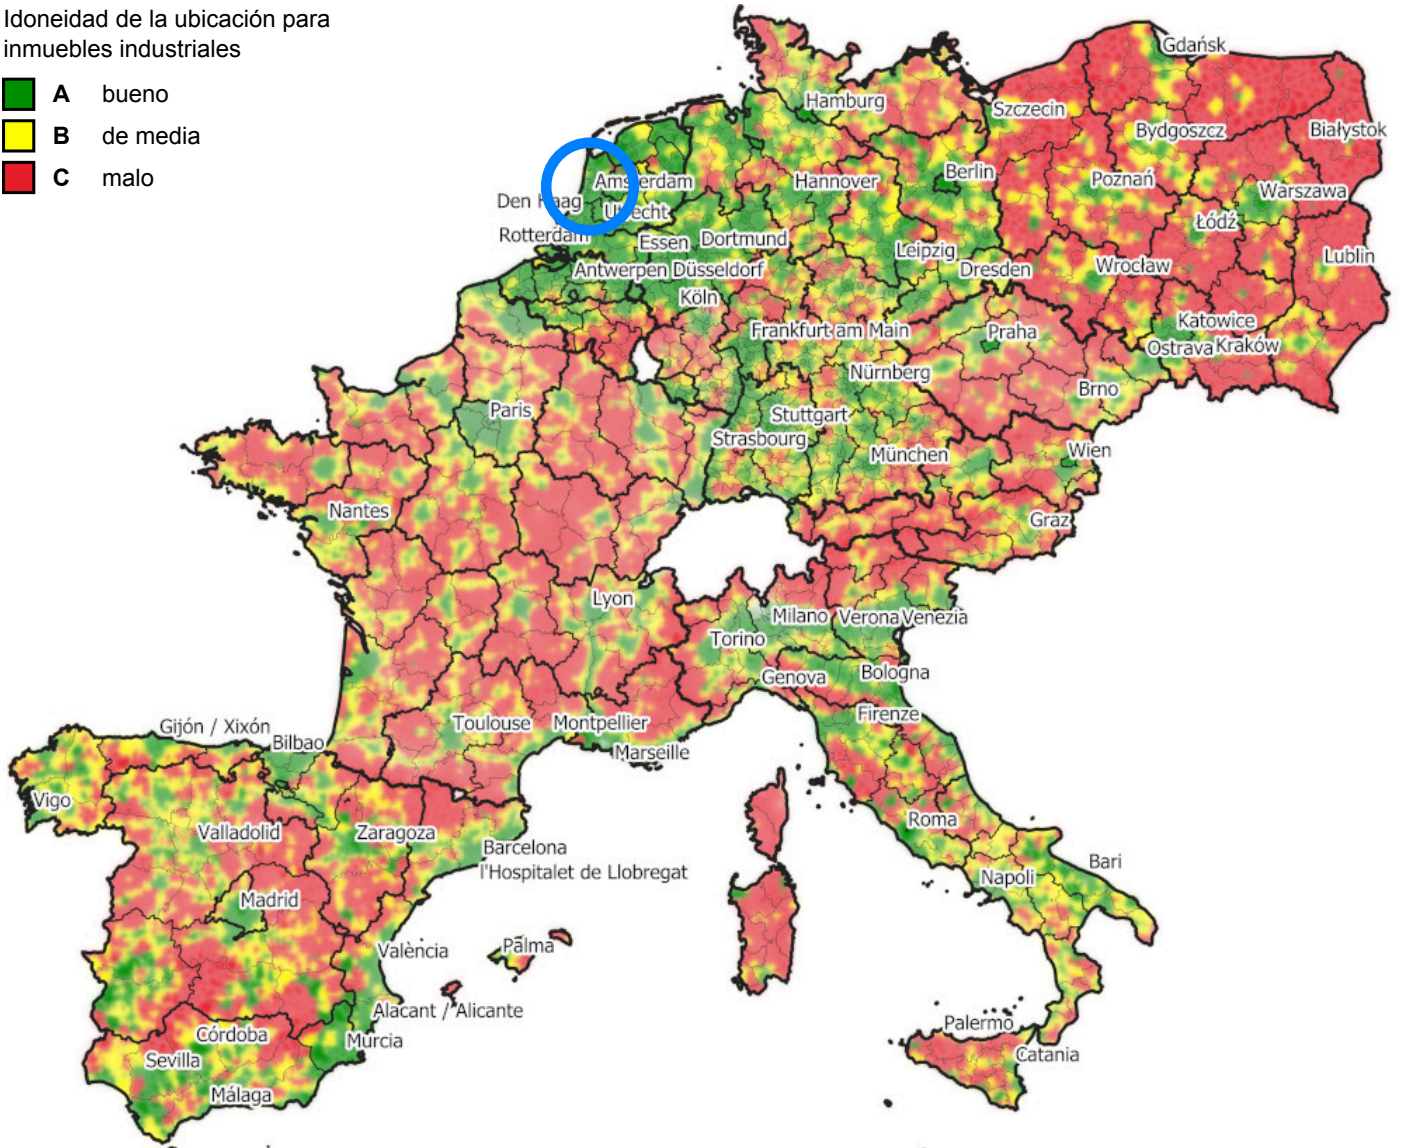 Idoneidad de la ubicación para
inmuebles industriales
A bueno
B de media
C malo
Gdańsk
Hamburg
Szczecin
Bydgoszcz
Białystok
Amsterdam
Hannover
Berlin
Poznań
Warszawa
Den Haag
Utrecht
Łódź
Rotterdam
Essen
Dortmund
Leipzig
Lublin
Antwerpen
Düsseldorf
Dresden
Wrocław
Köln
Frankfurt am Main
Praha
Katowice
Ostrava
Kraków
Nürnberg
Brno
Paris
Stuttgart
Strasbourg
München
Wien
Nantes
Graz
Lyon
Milano
Verona
Venezia
Torino
Genova
Bologna
Firenze
Gijón / Xixón
Bilbao
Toulouse
Montpellier
Marseille
Vigo
Valladolid
Zaragoza
Barcelona
l'Hospitalet de Llobregat
Roma
Bari
Napoli
Madrid
València
Palma
Alacant / Alicante
Palermo
Córdoba
Murcia
Sevilla
Catania
Málaga